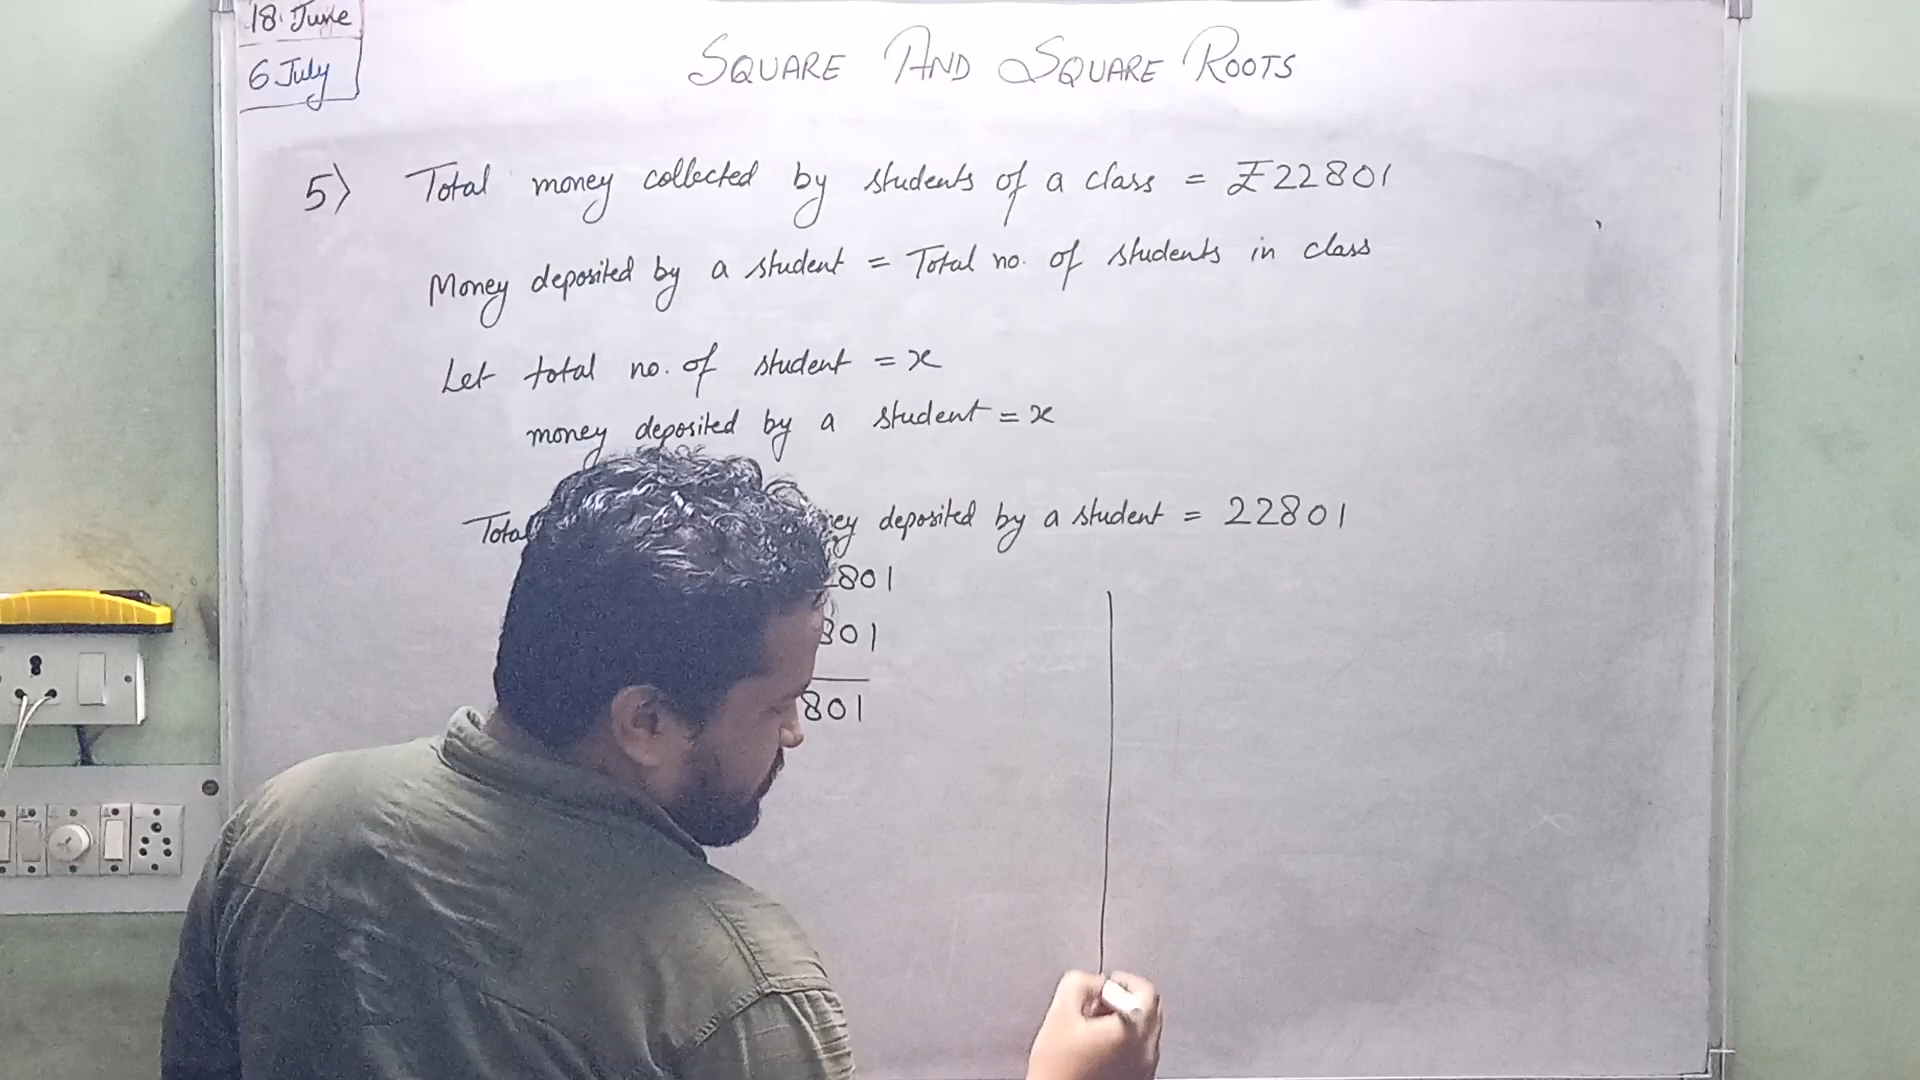 18 June
6 July
SQUARE AND SQUARE ROOTS
5) Total money collected by students of a class = ₹22801
Money deposited by a student = Total no. of students in class
Let total no. of student = x
money deposited by a student = x
Total deposited by a student = 22801
801
801
801